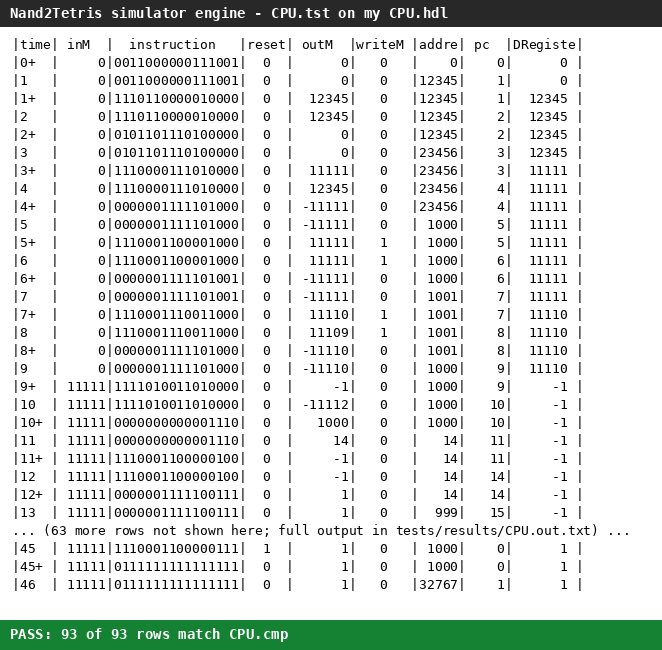 Nand2Tetris simulator engine - CPU.tst on my CPU.hdl
|time| inM  |  instruction   |reset| outM  |writeM |addre| pc  |DRegiste|
|0+  |     0|0011000000111001|  0  |      0|   0   |    0|    0|      0 |
|1   |     0|0011000000111001|  0  |      0|   0   |12345|    1|      0 |
|1+  |     0|1110110000010000|  0  |  12345|   0   |12345|    1|  12345 |
|2   |     0|1110110000010000|  0  |  12345|   0   |12345|    2|  12345 |
|2+  |     0|0101101110100000|  0  |      0|   0   |12345|    2|  12345 |
|3   |     0|0101101110100000|  0  |      0|   0   |23456|    3|  12345 |
|3+  |     0|1110000111010000|  0  |  11111|   0   |23456|    3|  11111 |
|4   |     0|1110000111010000|  0  |  12345|   0   |23456|    4|  11111 |
|4+  |     0|0000001111101000|  0  | -11111|   0   |23456|    4|  11111 |
|5   |     0|0000001111101000|  0  | -11111|   0   | 1000|    5|  11111 |
|5+  |     0|1110001100001000|  0  |  11111|   1   | 1000|    5|  11111 |
|6   |     0|1110001100001000|  0  |  11111|   1   | 1000|    6|  11111 |
|6+  |     0|0000001111101001|  0  | -11111|   0   | 1000|    6|  11111 |
|7   |     0|0000001111101001|  0  | -11111|   0   | 1001|    7|  11111 |
|7+  |     0|1110001110011000|  0  |  11110|   1   | 1001|    7|  11110 |
|8   |     0|1110001110011000|  0  |  11109|   1   | 1001|    8|  11110 |
|8+  |     0|0000001111101000|  0  | -11110|   0   | 1001|    8|  11110 |
|9   |     0|0000001111101000|  0  | -11110|   0   | 1000|    9|  11110 |
|9+  | 11111|1111010011010000|  0  |     -1|   0   | 1000|    9|     -1 |
|10  | 11111|1111010011010000|  0  | -11112|   0   | 1000|   10|     -1 |
|10+ | 11111|0000000000001110|  0  |   1000|   0   | 1000|   10|     -1 |
|11  | 11111|0000000000001110|  0  |     14|   0   |   14|   11|     -1 |
|11+ | 11111|1110001100000100|  0  |     -1|   0   |   14|   11|     -1 |
|12  | 11111|1110001100000100|  0  |     -1|   0   |   14|   14|     -1 |
|12+ | 11111|0000001111100111|  0  |      1|   0   |   14|   14|     -1 |
|13  | 11111|0000001111100111|  0  |      1|   0   |  999|   15|     -1 |
... (63 more rows not shown here; full output in tests/results/CPU.out.txt) ...
|45  | 11111|1110001100000111|  1  |      1|   0   | 1000|    0|      1 |
|45+ | 11111|0111111111111111|  0  |      1|   0   | 1000|    0|      1 |
|46  | 11111|0111111111111111|  0  |      1|   0   |32767|    1|      1 |
PASS: 93 of 93 rows match CPU.cmp